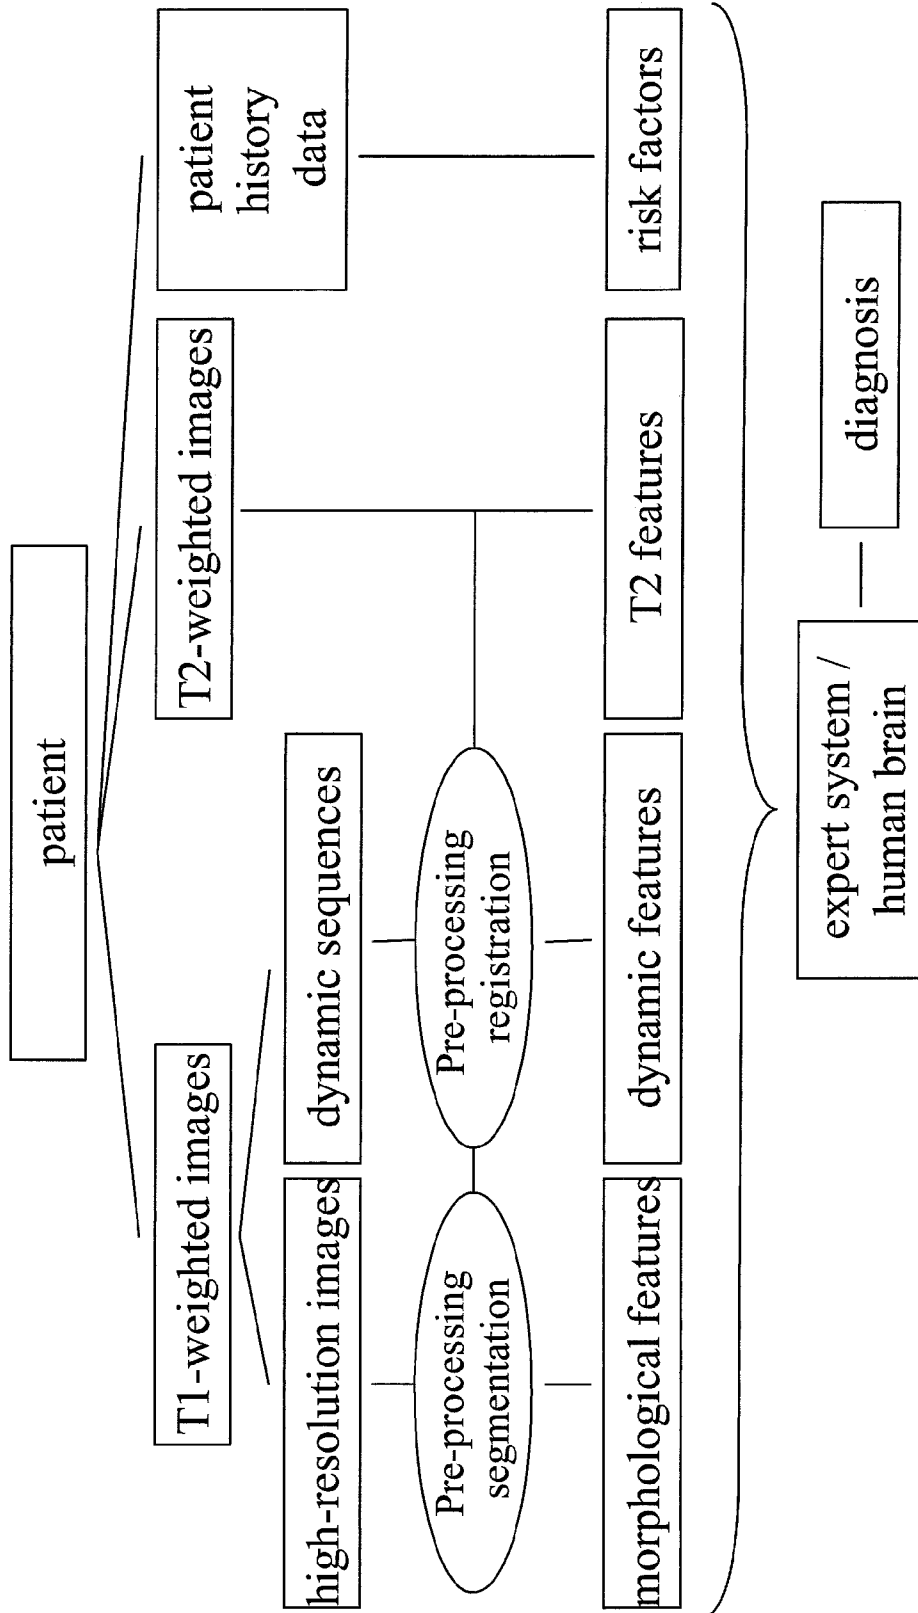 patient
T1-weighted images
T2-weighted images
patient
history
data
high-resolution images
dynamic sequences
Pre-processing
segmentation
Pre-processing
registration
morphological features
dynamic features
T2 features
risk factors
expert system /
human brain
diagnosis